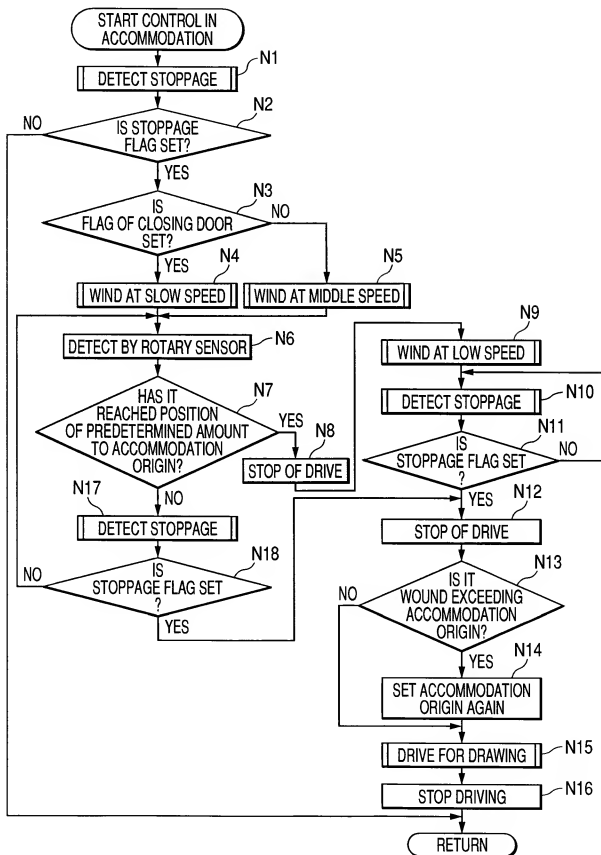 START CONTROL IN
ACCOMMODATION
N1
DETECT STOPPAGE
N2
NO
IS STOPPAGE
FLAG SET?
YES
N3
IS
FLAG OF CLOSING DOOR
SET?
NO
YES
N4
WIND AT SLOW SPEED
N5
WIND AT MIDDLE SPEED
N6
DETECT BY ROTARY SENSOR
N7
HAS IT
REACHED POSITION
OF PREDETERMINED AMOUNT
TO ACCOMMODATION
ORIGIN?
YES
N8
STOP OF DRIVE
NO
N17
DETECT STOPPAGE
N18
NO
IS
STOPPAGE FLAG SET
?
YES
N9
WIND AT LOW SPEED
N10
DETECT STOPPAGE
N11
IS
STOPPAGE FLAG SET
?
NO
YES
N12
STOP OF DRIVE
N13
NO
IS IT
WOUND EXCEEDING
ACCOMMODATION
ORIGIN?
YES
N14
SET ACCOMMODATION
ORIGIN AGAIN
DRIVE FOR DRAWING
N15
STOP DRIVING
N16
RETURN